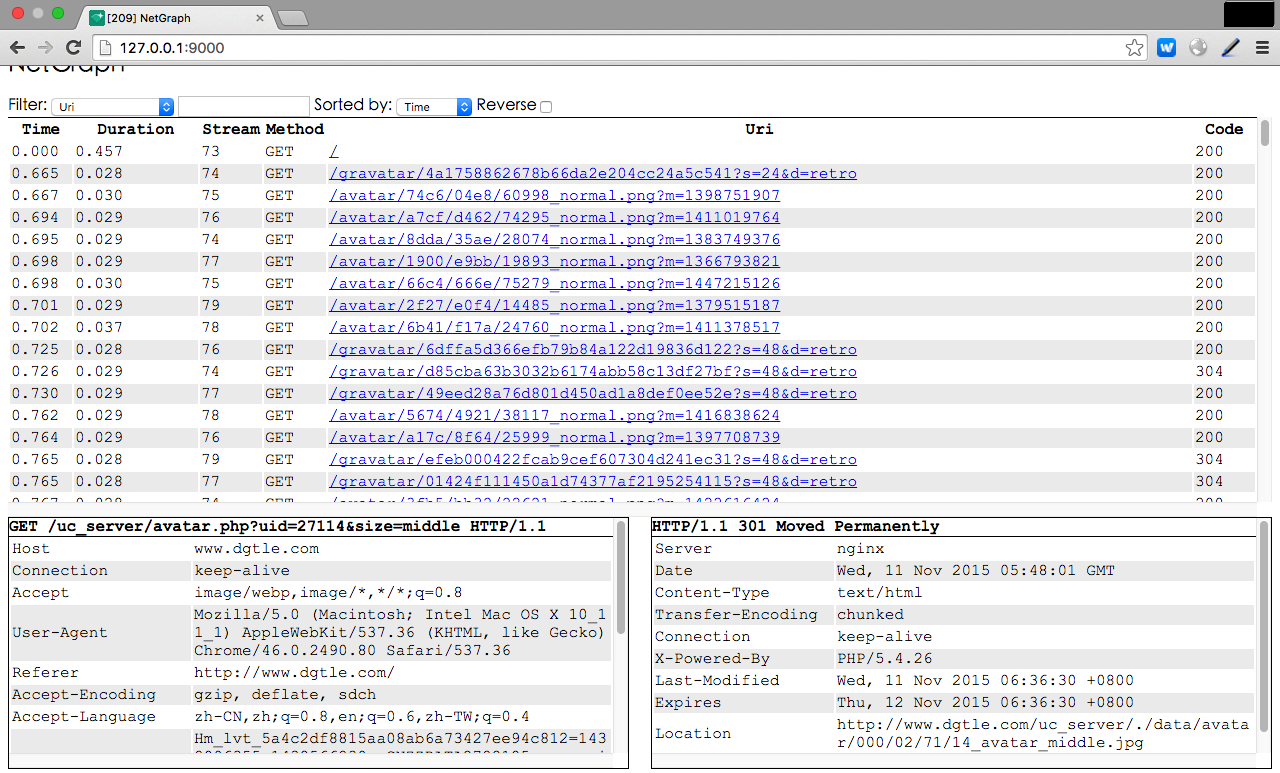 [209] NetGraph
127.0.0.1:9000
NetGraph
Filter: Uri Sorted by: Time Reverse
Time Duration Stream Method Uri Code
0.000 0.457 73 GET / 200
0.665 0.028 74 GET /gravatar/4a1758862678b66da2e204cc24a5c541?s=24&d=retro 200
0.667 0.030 75 GET /avatar/74c6/04e8/60998_normal.png?m=1398751907 200
0.694 0.029 76 GET /avatar/a7cf/d462/74295_normal.png?m=1411019764 200
0.695 0.029 74 GET /avatar/8dda/35ae/28074_normal.png?m=1383749376 200
0.698 0.029 77 GET /avatar/1900/e9bb/19893_normal.png?m=1366793821 200
0.698 0.030 75 GET /avatar/66c4/666e/75279_normal.png?m=1447215126 200
0.701 0.029 79 GET /avatar/2f27/e0f4/14485_normal.png?m=1379515187 200
0.702 0.037 78 GET /avatar/6b41/f17a/24760_normal.png?m=1411378517 200
0.725 0.028 76 GET /gravatar/6dffa5d366efb79b84a122d19836d122?s=48&d=retro 200
0.726 0.029 74 GET /gravatar/d85cba63b3032b6174abb58c13df27bf?s=48&d=retro 304
0.730 0.029 77 GET /gravatar/49eed28a76d801d450ad1a8def0ee52e?s=48&d=retro 200
0.762 0.029 78 GET /avatar/5674/4921/38117_normal.png?m=1416838624 200
0.764 0.029 76 GET /avatar/a17c/8f64/25999_normal.png?m=1397708739 200
0.765 0.028 79 GET /gravatar/efeb000422fcab9cef607304d241ec31?s=48&d=retro 304
0.765 0.028 77 GET /gravatar/01424f111450a1d74377af2195254115?s=48&d=retro 304
0.767 0.028 74 GET
GET /uc_server/avatar.php?uid=27114&size=middle HTTP/1.1
Host www.dgtle.com
Connection keep-alive
Accept image/webp,image/*,*/*;q=0.8
User-Agent Mozilla/5.0 (Macintosh; Intel Mac OS X 10_1
1_1) AppleWebKit/537.36 (KHTML, like Gecko)
Chrome/46.0.2490.80 Safari/537.36
Referer http://www.dgtle.com/
Accept-Encoding gzip, deflate, sdch
Accept-Language zh-CN,zh;q=0.8,en;q=0.6,zh-TW;q=0.4
Hm_lvt_5a4c2df8815aa08ab6a73427ee94c812=143
HTTP/1.1 301 Moved Permanently
Server nginx
Date Wed, 11 Nov 2015 05:48:01 GMT
Content-Type text/html
Transfer-Encoding chunked
Connection keep-alive
X-Powered-By PHP/5.4.26
Last-Modified Wed, 11 Nov 2015 06:36:30 +0800
Expires Thu, 12 Nov 2015 06:36:30 +0800
Location http://www.dgtle.com/uc_server/./data/avata
r/000/02/71/14_avatar_middle.jpg